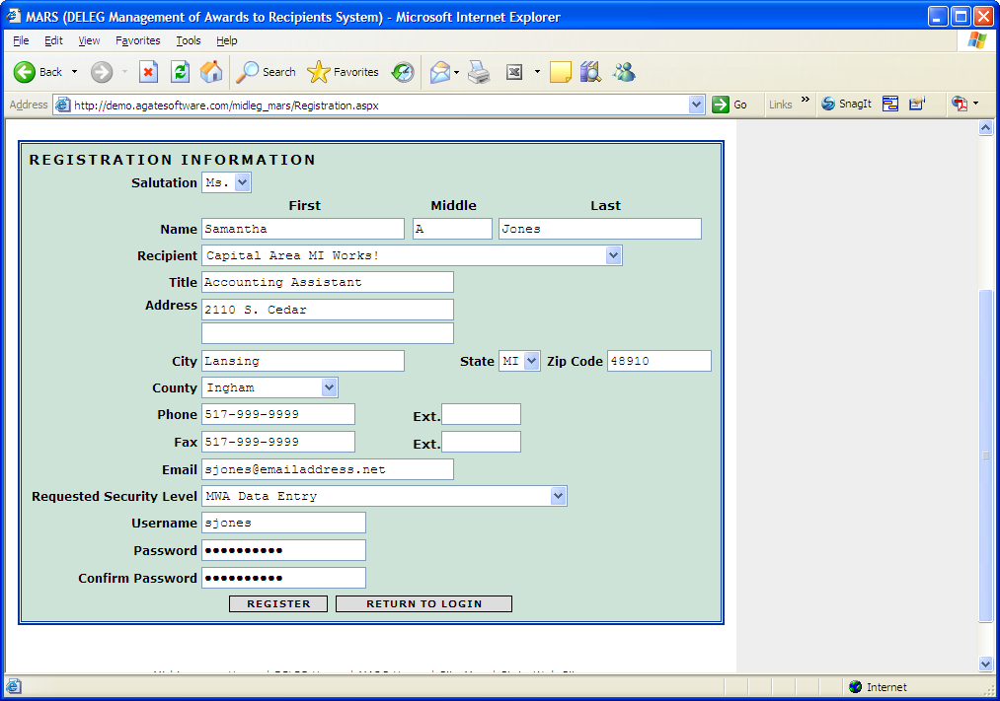 MARS (DELEG Management of Awards to Recipients System) - Microsoft Internet Explorer
File Edit View Favorites Tools Help
Back Search Favorites
Address http://demo.agatesoftware.com/midleg_mars/Registration.aspx Go Links » SnagIt
REGISTRATION INFORMATION
Salutation Ms.
First Middle Last
Name Samantha A Jones
Recipient Capital Area MI Works!
Title Accounting Assistant
Address 2110 S. Cedar
City Lansing State MI Zip Code 48910
County Ingham
Phone 517-999-9999 Ext.
Fax 517-999-9999 Ext.
Email sjones@emailaddress.net
Requested Security Level MWA Data Entry
Username sjones
Password ●●●●●●●●●●
Confirm Password ●●●●●●●●●●
REGISTER RETURN TO LOGIN
Internet